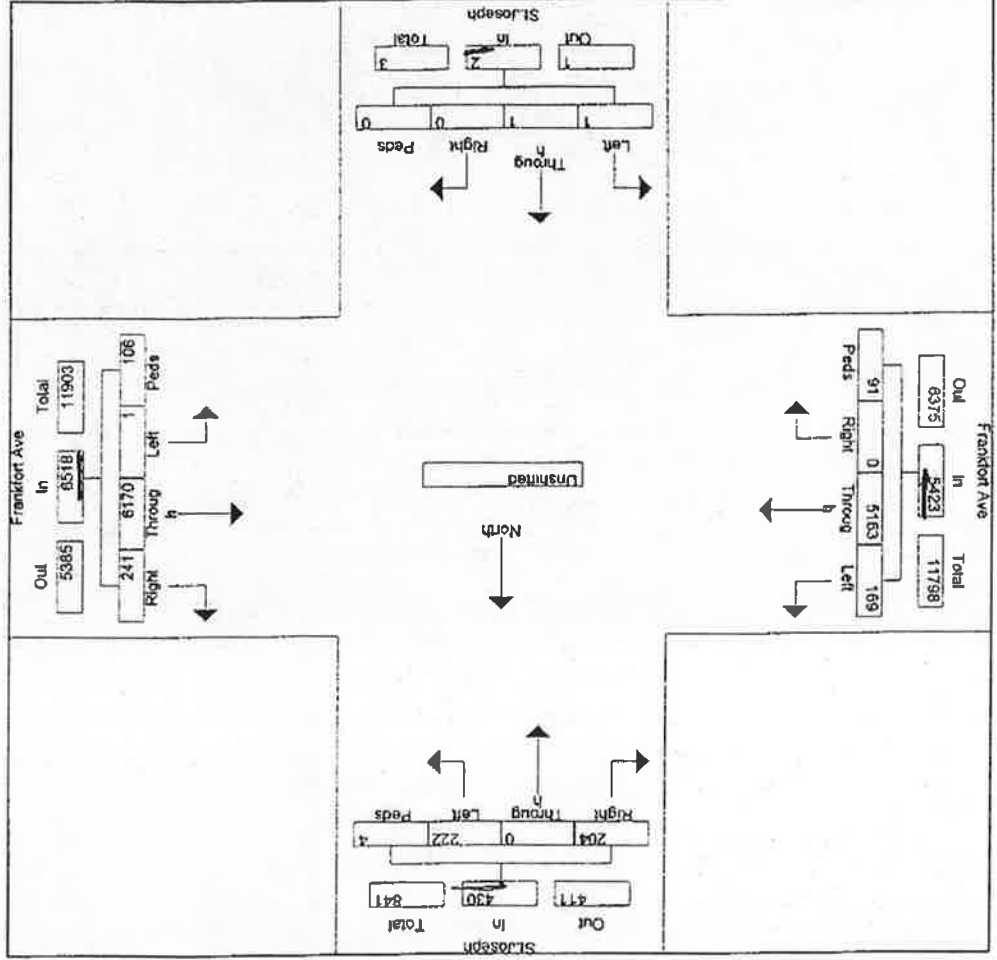 St.Joseph
Out In Total
411 430 841
204 0 222 4
Right Throug Left Peds
h
Frankfort Ave
Out In Total
6375 5423 11798
91 0 5163 169
Peds Right Throug Left
North
Unshifted
Frankfort Ave
Out In Total
5385 6518 11903
241 6170 1 106
Right Throug Left Peds
h
Left Throug Right Peds
h
1 1 0 0
Out In Total
1 2 3
St.Joseph